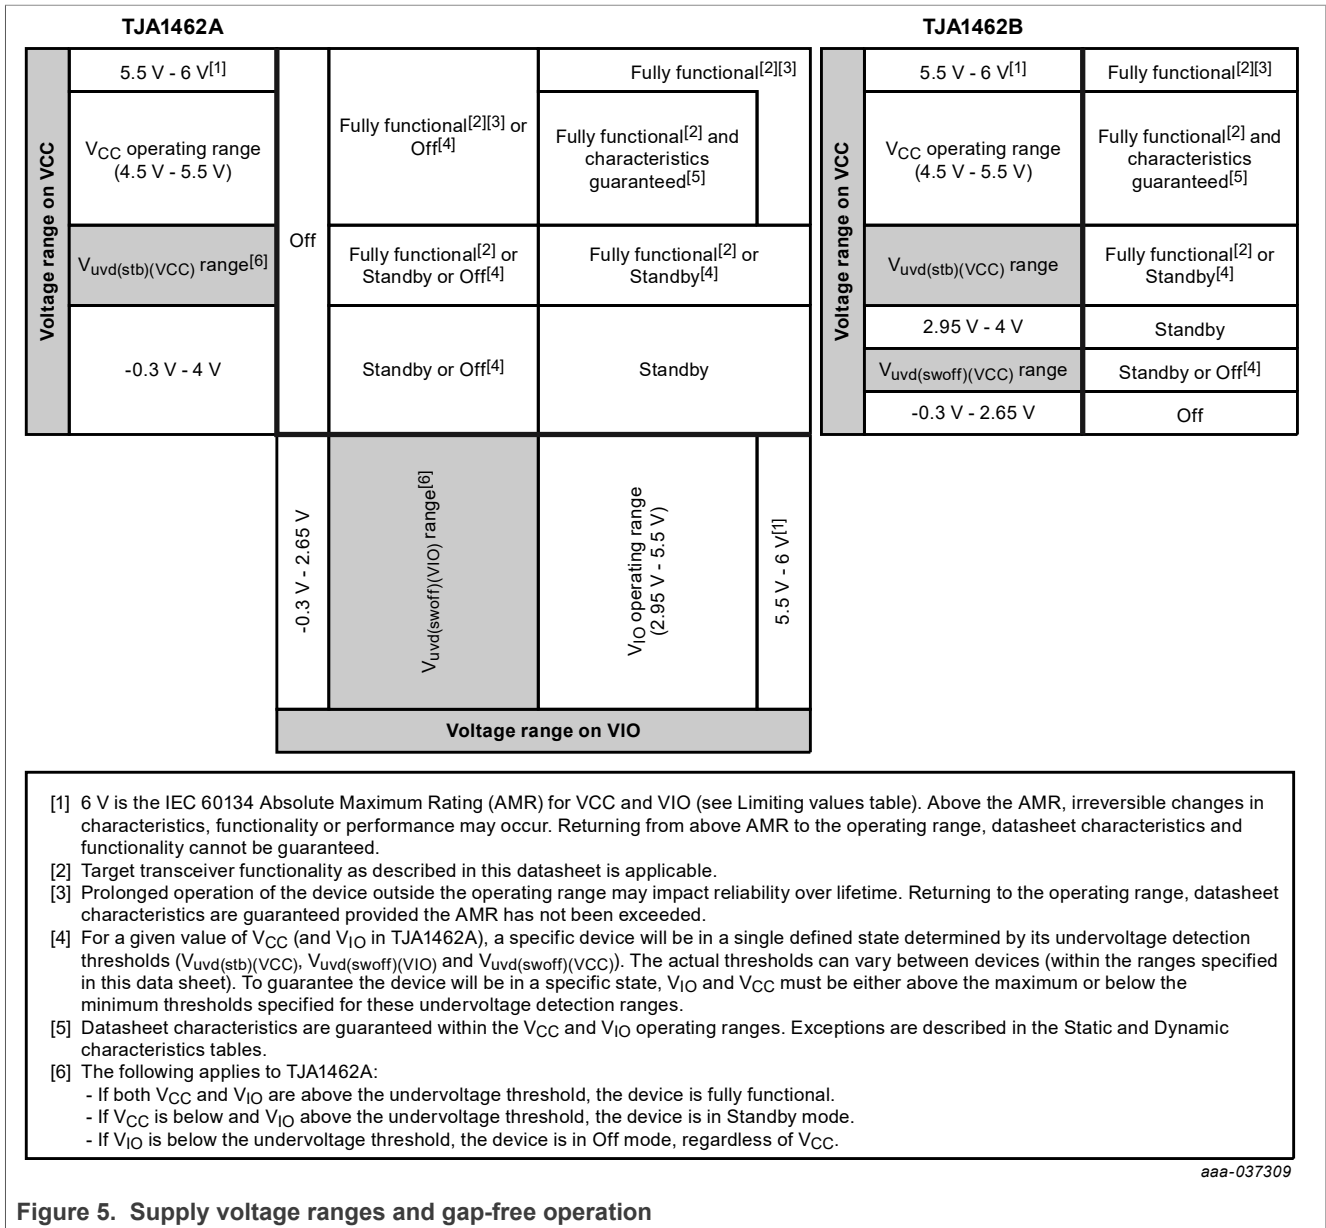 TJA1462A
TJA1462B
Voltage range on VCC
5.5 V - 6 V[1]
VCC operating range
(4.5 V - 5.5 V)
Vuvd(stb)(VCC) range[6]
-0.3 V - 4 V
Off
Fully functional[2][3] or
Off[4]
Fully functional[2][3]
Fully functional[2] and
characteristics
guaranteed[5]
Fully functional[2] or
Standby or Off[4]
Fully functional[2] or
Standby[4]
Standby or Off[4]
Standby
-0.3 V - 2.65 V
Vuvd(swoff)(VIO) range[6]
VIO operating range
(2.95 V - 5.5 V)
5.5 V - 6 V[1]
Voltage range on VIO
Voltage range on VCC
5.5 V - 6 V[1]
Fully functional[2][3]
VCC operating range
(4.5 V - 5.5 V)
Fully functional[2] and
characteristics
guaranteed[5]
Vuvd(stb)(VCC) range
Fully functional[2] or
Standby[4]
2.95 V - 4 V
Standby
Vuvd(swoff)(VCC) range
Standby or Off[4]
-0.3 V - 2.65 V
Off
[1] 6 V is the IEC 60134 Absolute Maximum Rating (AMR) for VCC and VIO (see Limiting values table). Above the AMR, irreversible changes in
characteristics, functionality or performance may occur. Returning from above AMR to the operating range, datasheet characteristics and
functionality cannot be guaranteed.
[2] Target transceiver functionality as described in this datasheet is applicable.
[3] Prolonged operation of the device outside the operating range may impact reliability over lifetime. Returning to the operating range, datasheet
characteristics are guaranteed provided the AMR has not been exceeded.
[4] For a given value of VCC (and VIO in TJA1462A), a specific device will be in a single defined state determined by its undervoltage detection
thresholds (Vuvd(stb)(VCC), Vuvd(swoff)(VIO) and Vuvd(swoff)(VCC)). The actual thresholds can vary between devices (within the ranges specified
in this data sheet). To guarantee the device will be in a specific state, VIO and VCC must be either above the maximum or below the
minimum thresholds specified for these undervoltage detection ranges.
[5] Datasheet characteristics are guaranteed within the VCC and VIO operating ranges. Exceptions are described in the Static and Dynamic
characteristics tables.
[6] The following applies to TJA1462A:
- If both VCC and VIO are above the undervoltage threshold, the device is fully functional.
- If VCC is below and VIO above the undervoltage threshold, the device is in Standby mode.
- If VIO is below the undervoltage threshold, the device is in Off mode, regardless of VCC.
aaa-037309
Figure 5. Supply voltage ranges and gap-free operation